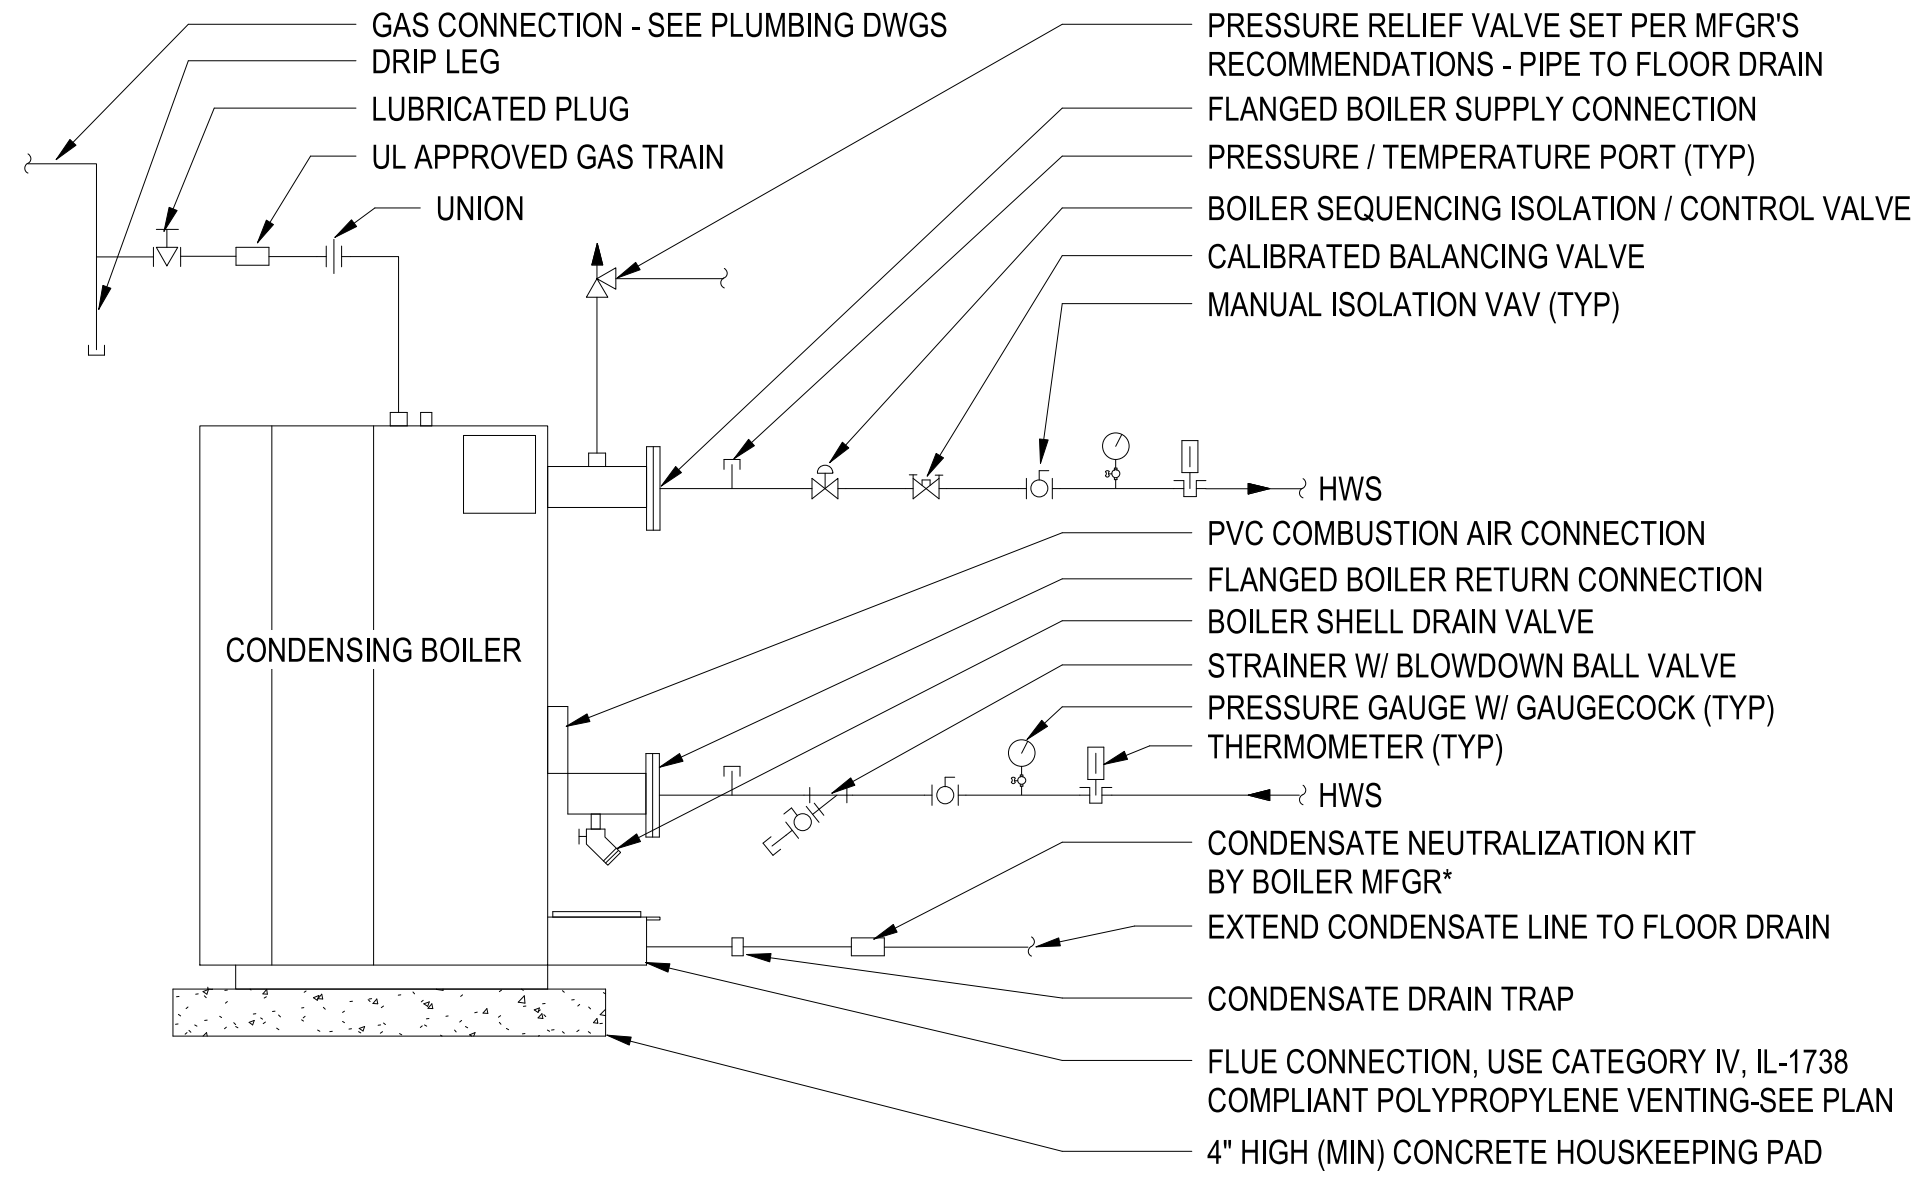 GAS CONNECTION - SEE PLUMBING DWGS
DRIP LEG
LUBRICATED PLUG
UL APPROVED GAS TRAIN
UNION
PRESSURE RELIEF VALVE SET PER MFGR'S
RECOMMENDATIONS - PIPE TO FLOOR DRAIN
FLANGED BOILER SUPPLY CONNECTION
PRESSURE / TEMPERATURE PORT (TYP)
BOILER SEQUENCING ISOLATION / CONTROL VALVE
CALIBRATED BALANCING VALVE
MANUAL ISOLATION VAV (TYP)
HWS
PVC COMBUSTION AIR CONNECTION
FLANGED BOILER RETURN CONNECTION
BOILER SHELL DRAIN VALVE
CONDENSING BOILER
STRAINER W/ BLOWDOWN BALL VALVE
PRESSURE GAUGE W/ GAUGECOCK (TYP)
THERMOMETER (TYP)
HWS
CONDENSATE NEUTRALIZATION KIT
BY BOILER MFGR*
EXTEND CONDENSATE LINE TO FLOOR DRAIN
CONDENSATE DRAIN TRAP
FLUE CONNECTION, USE CATEGORY IV, IL-1738
COMPLIANT POLYPROPYLENE VENTING-SEE PLAN
4" HIGH (MIN) CONCRETE HOUSKEEPING PAD